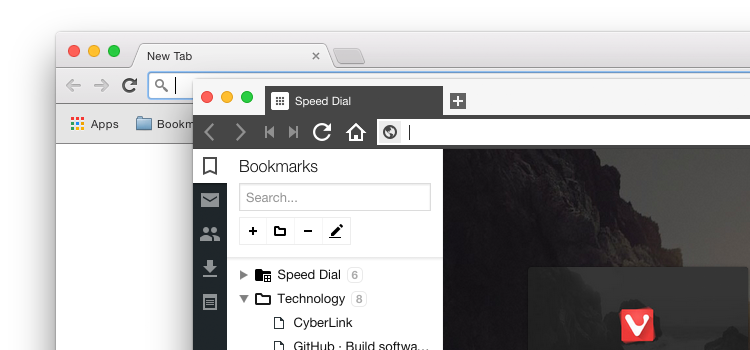 New Tab
Speed Dial
Apps
Bookm
Bookmarks
Search...
Speed Dial 6
Technology 8
CyberLink
GitHub · Build softwa...